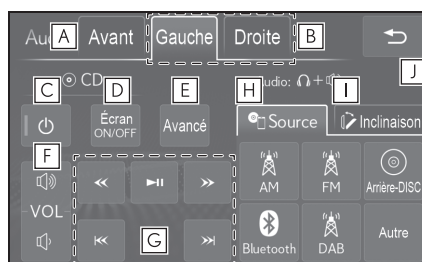 Au A Avant Gauche Droite B
J
CD udio: +
C D E H I
Écran
ON/OFF
Avancé
Source
Inclinaison
F
AM FM Arrière-DISC
VOL
G
Bluetooth DAB Autre